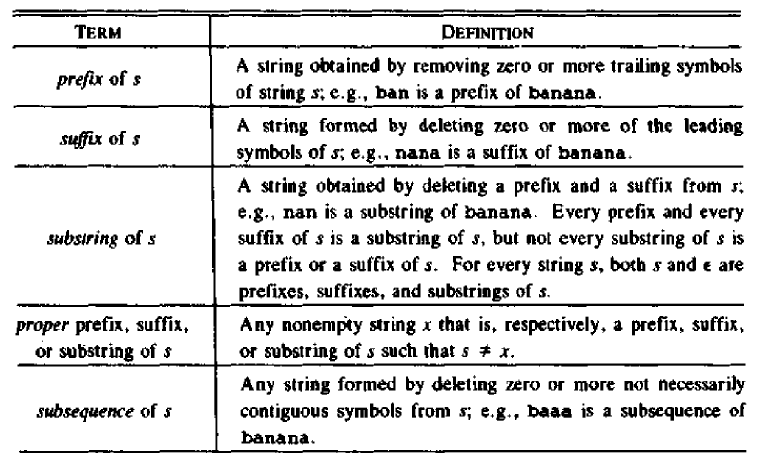 TERM DEFINITION
prefix of s
A string obtained by removing zero or more trailing symbols
of string s; e.g., ban is a prefix of banana.
suffix of s
A string formed by deleting zero or more of the leading
symbols of s; e.g., nana is a suffix of banana.
substring of s
A string obtained by deleting a prefix and a suffix from s;
e.g., nan is a substring of banana. Every prefix and every
suffix of s is a substring of s, but not every substring of s is
a prefix or a suffix of s. For every string s, both s and ϵ are
prefixes, suffixes, and substrings of s.
proper prefix, suffix,
or substring of s
Any nonempty string x that is, respectively, a prefix, suffix,
or substring of s such that s ≠ x.
subsequence of s
Any string formed by deleting zero or more not necessarily
contiguous symbols from s; e.g., baaa is a subsequence of
banana.